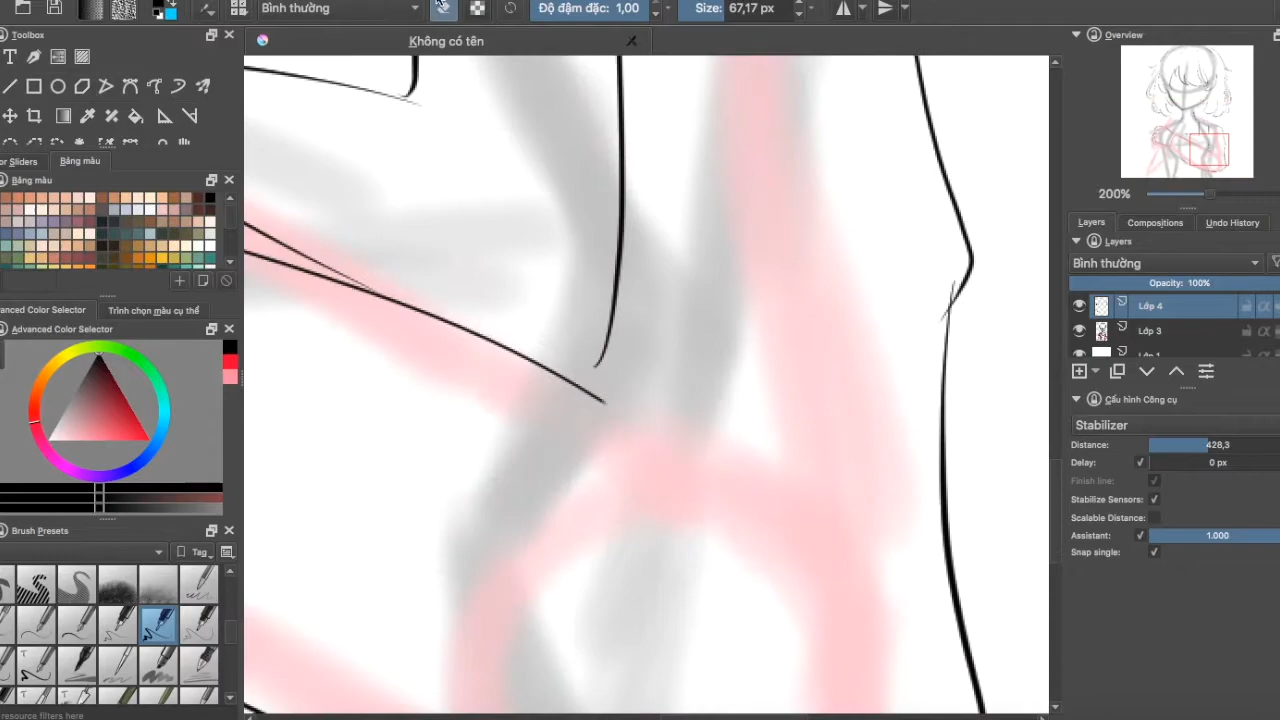 Bình thường
Độ đậm đặc: 1,00
Size: 67,17 px
Toolbox
Không có tên
Overview
T
or Sliders
Bảng màu
Bảng màu
200%
Layers
Compositions
Undo History
Layers
Bình thường
Opacity: 100%
Lớp 4
Lớp 3
Lớp 1
anced Color Selector
Trình chọn màu cụ thể
Advanced Color Selector
Cấu hình Công cụ
Stabilizer
Distance:
428,3
Delay:
0 px
Finish line:
Stabilize Sensors:
Scalable Distance:
Assistant:
1.000
Snap single:
Brush Presets
Tag
resource filters here